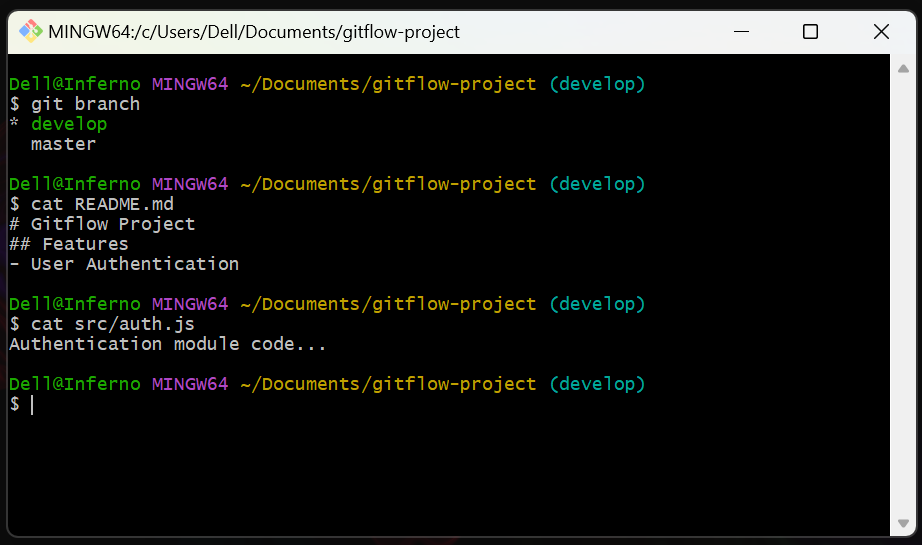 MINGW64:/c/Users/Dell/Documents/gitflow-project
Dell@Inferno MINGW64 ~/Documents/gitflow-project (develop)
$ git branch
* develop
  master
Dell@Inferno MINGW64 ~/Documents/gitflow-project (develop)
$ cat README.md
# Gitflow Project
## Features
- User Authentication
Dell@Inferno MINGW64 ~/Documents/gitflow-project (develop)
$ cat src/auth.js
Authentication module code...
Dell@Inferno MINGW64 ~/Documents/gitflow-project (develop)
$